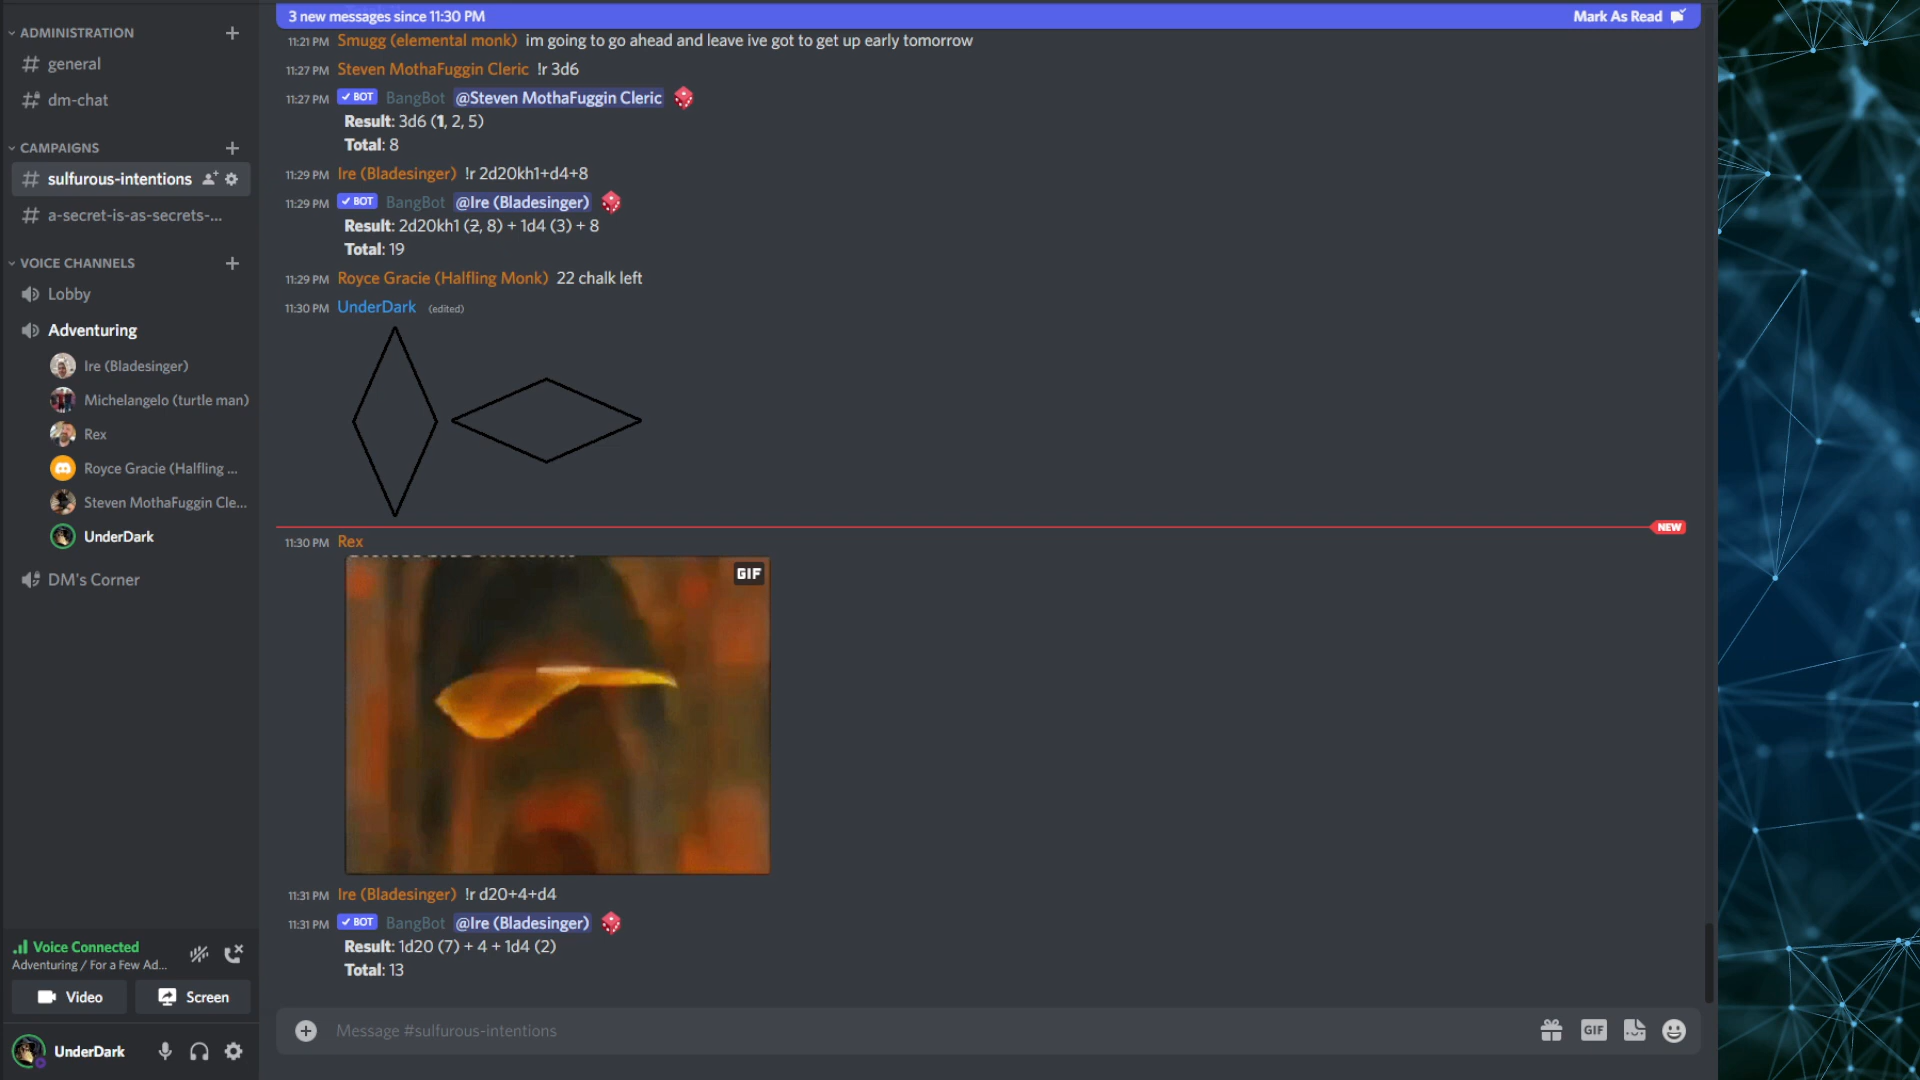 ADMINISTRATION
general
dm-chat
CAMPAIGNS
sulfurous-intentions
a-secret-is-as-secrets-...
VOICE CHANNELS
Lobby
Adventuring
Ire (Bladesinger)
Michelangelo (turtle man)
Rex
Royce Gracie (Halfling ...
Steven MothaFuggin Cle...
UnderDark
DM's Corner
Voice Connected
Adventuring / For a Few Ad...
Video
Screen
UnderDark
3 new messages since 11:30 PM
Mark As Read
11:21 PM Smugg (elemental monk) im going to go ahead and leave ive got to get up early tomorrow
11:27 PM Steven MothaFuggin Cleric !r 3d6
11:27 PM BOT BangBot @Steven MothaFuggin Cleric
Result: 3d6 (1, 2, 5)
Total: 8
11:29 PM Ire (Bladesinger) !r 2d20kh1+d4+8
11:29 PM BOT BangBot @Ire (Bladesinger)
Result: 2d20kh1 (2, 8) + 1d4 (3) + 8
Total: 19
11:29 PM Royce Gracie (Halfling Monk) 22 chalk left
11:30 PM UnderDark (edited)
NEW
11:30 PM Rex
GIF
11:31 PM Ire (Bladesinger) !r d20+4+d4
11:31 PM BOT BangBot @Ire (Bladesinger)
Result: 1d20 (7) + 4 + 1d4 (2)
Total: 13
Message #sulfurous-intentions
GIF